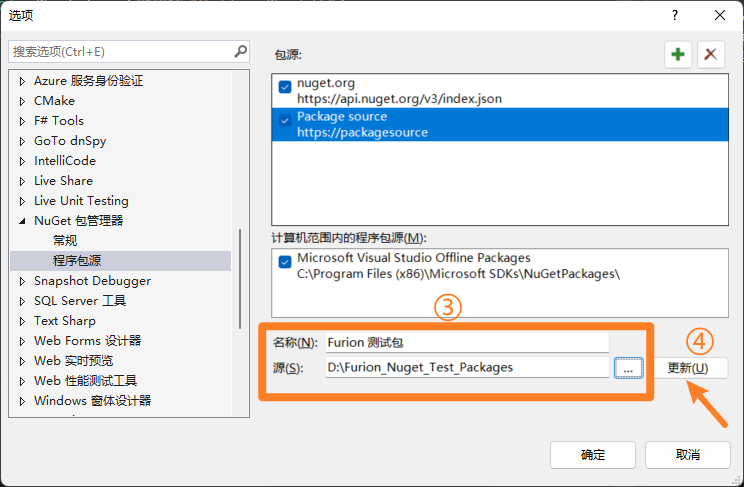 选项
?
搜索选项(Ctrl+E)
Azure 服务身份验证
CMake
F# Tools
GoTo dnSpy
IntelliCode
Live Share
Live Unit Testing
NuGet 包管理器
常规
程序包源
Snapshot Debugger
SQL Server 工具
Text Sharp
Web Forms 设计器
Web 实时预览
Web 性能测试工具
Windows 窗体设计器
包源:
nuget.org
https://api.nuget.org/v3/index.json
Package source
https://packagesource
计算机范围内的程序包源(M):
Microsoft Visual Studio Offline Packages
C:\Program Files (x86)\Microsoft SDKs\NuGetPackages\
③
名称(N): Furion 测试包
源(S): D:\Furion_Nuget_Test_Packages ...
④
更新(U)
确定 取消